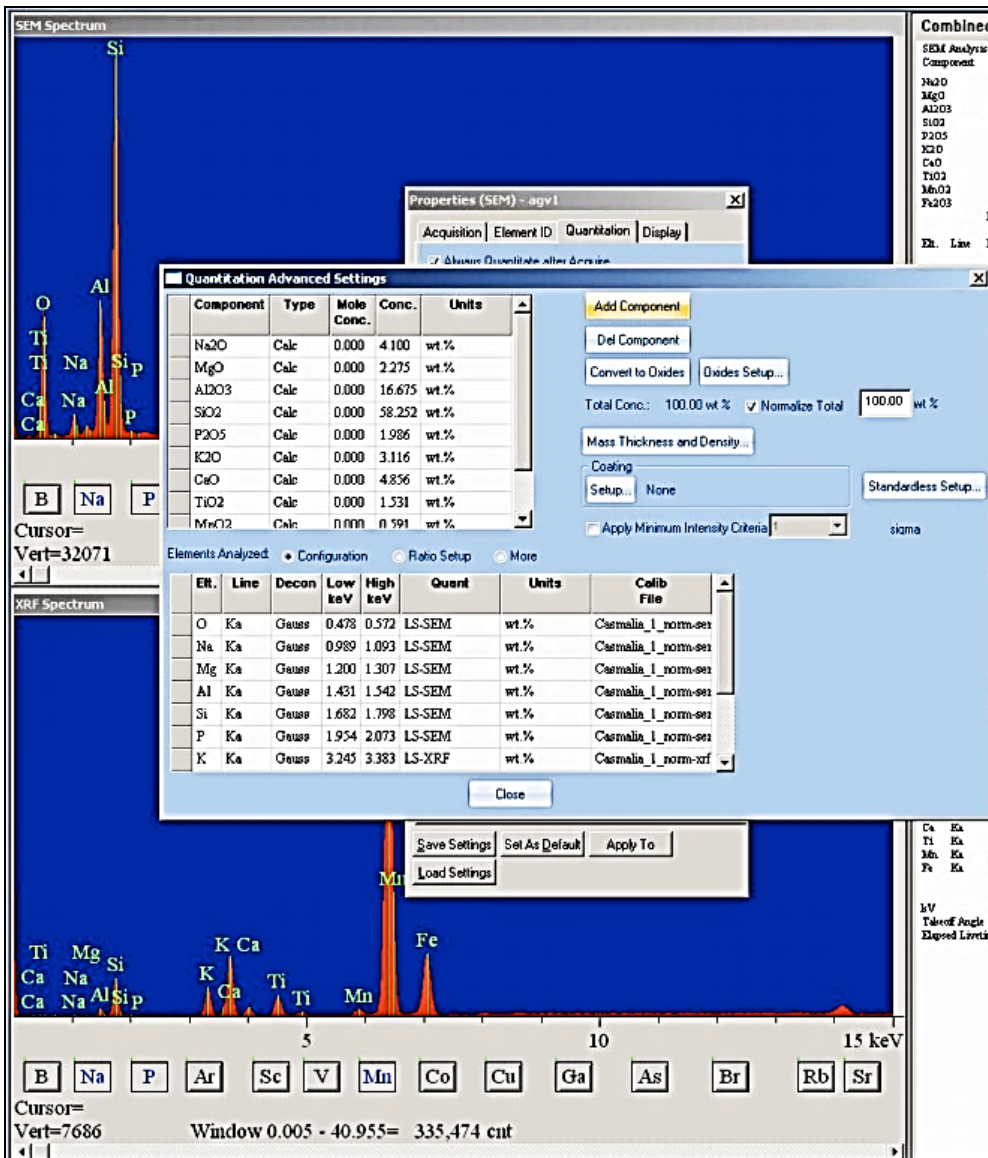 SEM Spectrum
Si
Al
O
Ti
Ti Na Si P
Al
Ca Na
Ca P
B Na P
Cursor=
Vert=32071
Combined
SEM Analysis
Component
Na2O
MgO
Al2O3
SiO2
P2O5
K2O
CaO
TiO2
MnO2
Fe2O3
Elt. Line
Properties (SEM) - agv1
Acquisition Element ID Quantitation Display
Always Quantitate after Acquire
Quantitation Advanced Settings
Component Type Mole Conc. Conc. Units
Na2O Calc 0.000 4.100 wt.%
MgO Calc 0.000 2.275 wt.%
Al2O3 Calc 0.000 16.675 wt.%
SiO2 Calc 0.000 58.252 wt.%
P2O5 Calc 0.000 1.986 wt.%
K2O Calc 0.000 3.116 wt.%
CaO Calc 0.000 4.856 wt.%
TiO2 Calc 0.000 1.531 wt.%
MnO2 Calc 0.000 0.591 wt.%
Add Component
Del Component
Convert to Oxides Oxides Setup...
Total Conc.: 100.00 wt % Normalize Total 100.00 wt %
Mass Thickness and Density...
Coating
Setup... None
Standardless Setup...
Apply Minimum Intensity Criteria 1 sigma
Elements Analyzed: Configuration Ratio Setup More
Elt. Line Decon Low keV High keV Quant Units Calib File
O Ka Gauss 0.478 0.572 LS-SEM wt.% Casmalia_1_norm-ser
Na Ka Gauss 0.989 1.093 LS-SEM wt.% Casmalia_1_norm-ser
Mg Ka Gauss 1.200 1.307 LS-SEM wt.% Casmalia_1_norm-ser
Al Ka Gauss 1.431 1.542 LS-SEM wt.% Casmalia_1_norm-ser
Si Ka Gauss 1.682 1.798 LS-SEM wt.% Casmalia_1_norm-ser
P Ka Gauss 1.954 2.073 LS-SEM wt.% Casmalia_1_norm-ser
K Ka Gauss 3.245 3.383 LS-XRF wt.% Casmalia_1_norm-xrf
Close
Save Settings Set As Default Apply To
Load Settings
XRF Spectrum
Mn
Fe
K Ca
Ti Mg
Si
K
Ca Na
Ti
Ca
Ca Na Al Si P
Ti
Mn
5 10 15 keV
B Na P Ar Sc V Mn Co Cu Ga As Br Rb Sr
Cursor=
Vert=7686 Window 0.005 - 40.955= 335,474 cnt
Ca Ka
Ti Ka
Mn Ka
Fe Ka
kV
Takeoff Angle
Elapsed Liveti